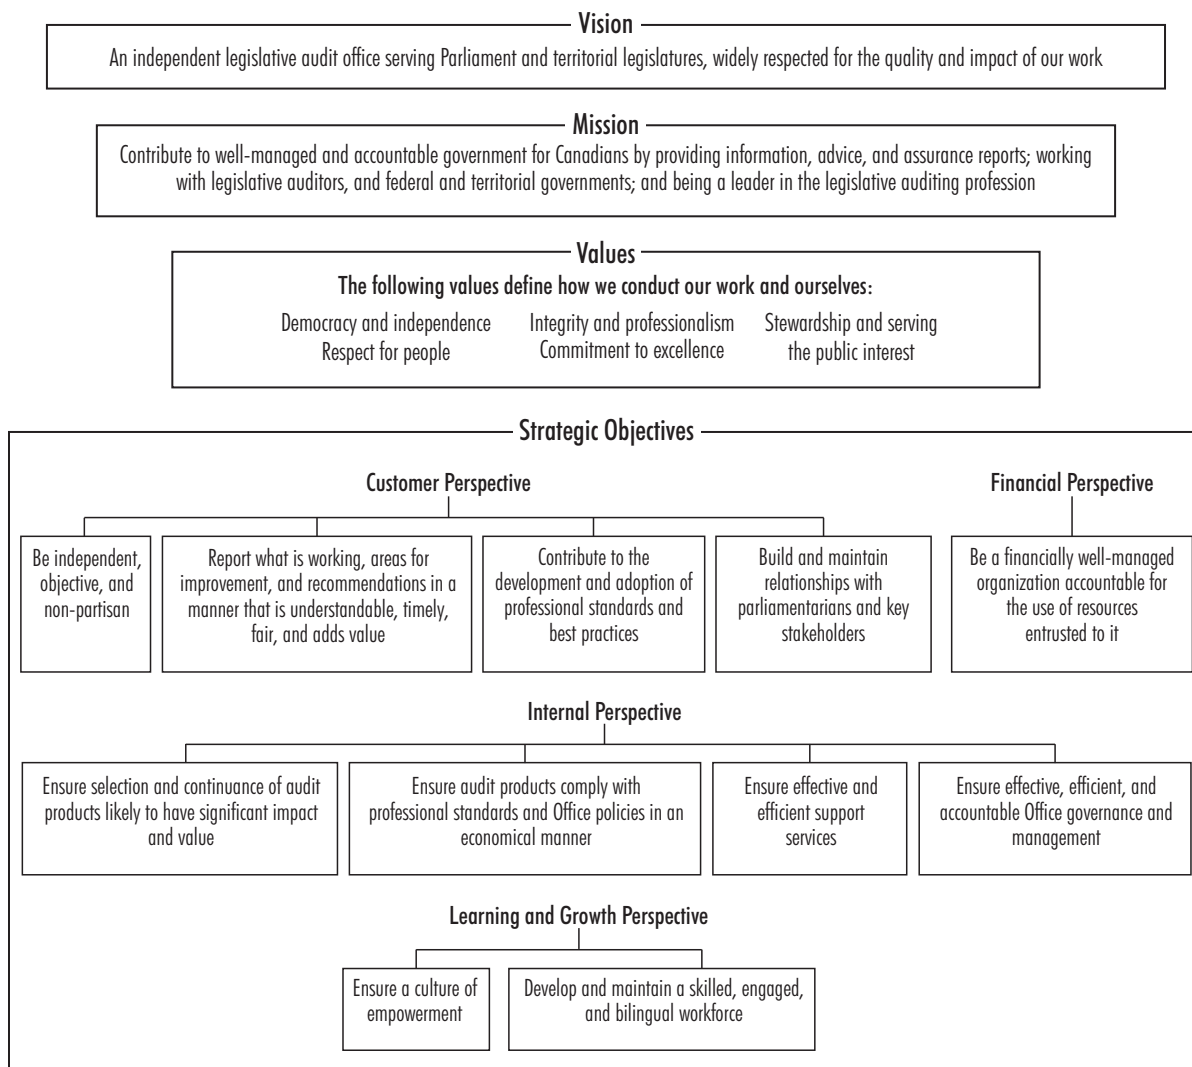 Vision
An independent legislative audit office serving Parliament and territorial legislatures, widely respected for the quality and impact of our work
Mission
Contribute to well-managed and accountable government for Canadians by providing information, advice, and assurance reports; working
with legislative auditors, and federal and territorial governments; and being a leader in the legislative auditing profession
Values
The following values define how we conduct our work and ourselves:
Democracy and independence
Respect for people
Integrity and professionalism
Commitment to excellence
Stewardship and serving
the public interest
Strategic Objectives
Customer Perspective
Be independent,
objective, and
non-partisan
Report what is working, areas for
improvement, and recommendations in a
manner that is understandable, timely,
fair, and adds value
Contribute to the
development and adoption of
professional standards and
best practices
Build and maintain
relationships with
parliamentarians and key
stakeholders
Financial Perspective
Be a financially well-managed
organization accountable for
the use of resources
entrusted to it
Internal Perspective
Ensure selection and continuance of audit
products likely to have significant impact
and value
Ensure audit products comply with
professional standards and Office policies in an
economical manner
Ensure effective and
efficient support
services
Ensure effective, efficient, and
accountable Office governance and
management
Learning and Growth Perspective
Ensure a culture of
empowerment
Develop and maintain a skilled, engaged,
and bilingual workforce